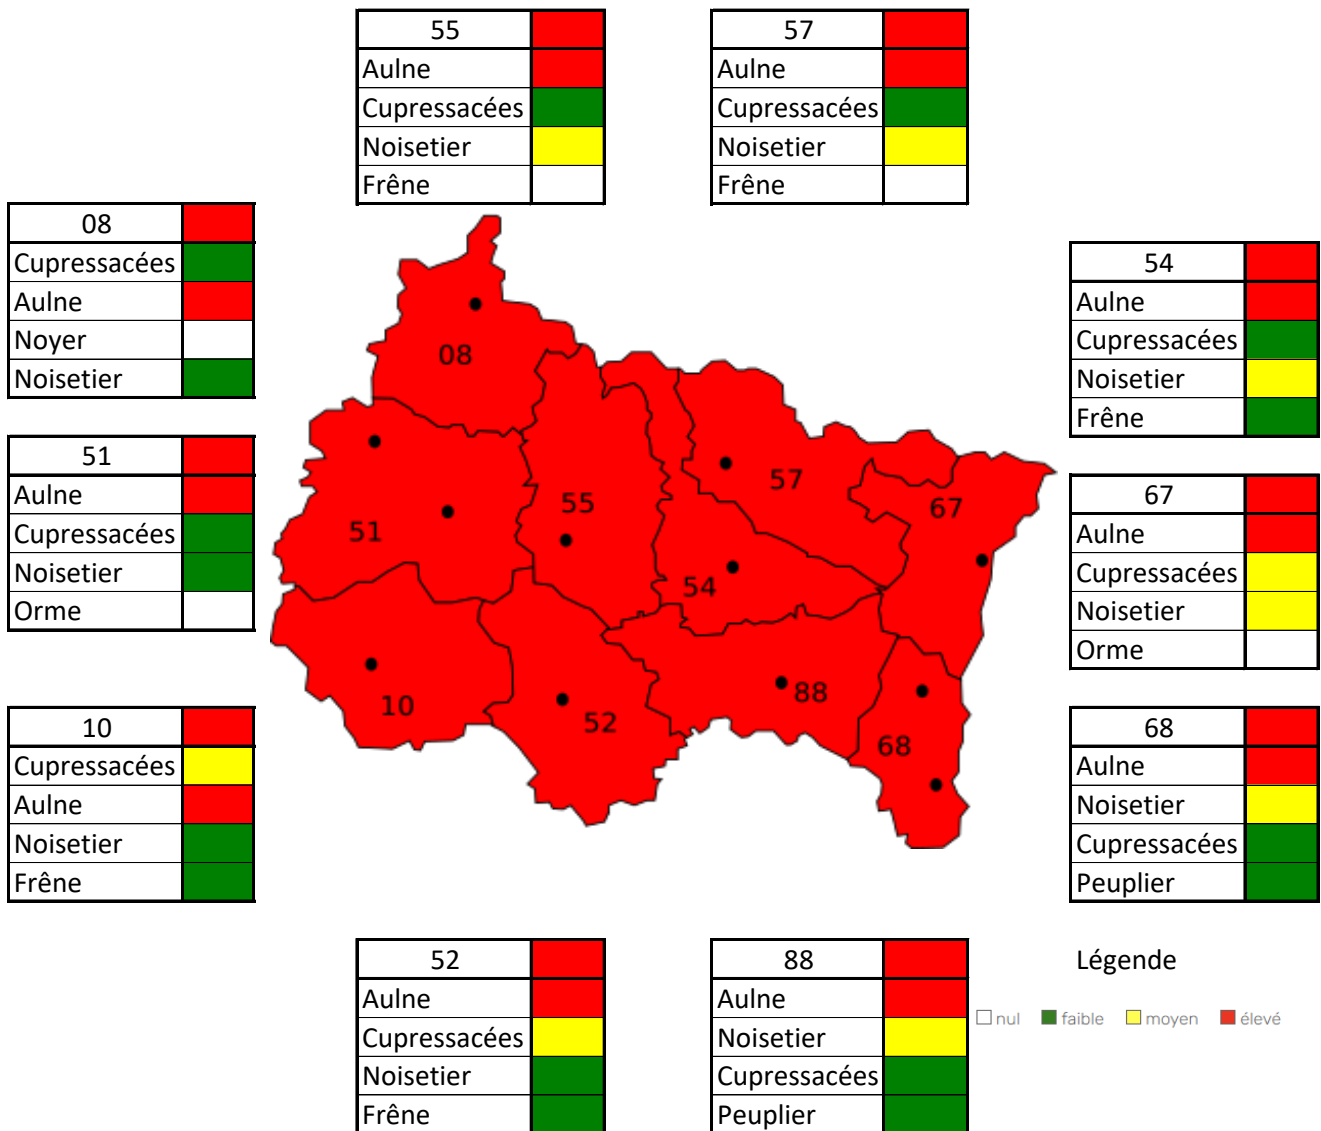 55
Aulne
Cupressacées
Noisetier
Frêne
57
Aulne
Cupressacées
Noisetier
Frêne
08
Cupressacées
Aulne
Noyer
Noisetier
51
Aulne
Cupressacées
Noisetier
Orme
10
Cupressacées
Aulne
Noisetier
Frêne
08
51
55
57
67
54
10
52
88
68
54
Aulne
Cupressacées
Noisetier
Frêne
67
Aulne
Cupressacées
Noisetier
Orme
68
Aulne
Noisetier
Cupressacées
Peuplier
52
Aulne
Cupressacées
Noisetier
Frêne
88
Aulne
Noisetier
Cupressacées
Peuplier
Légende
nul faible moyen élevé